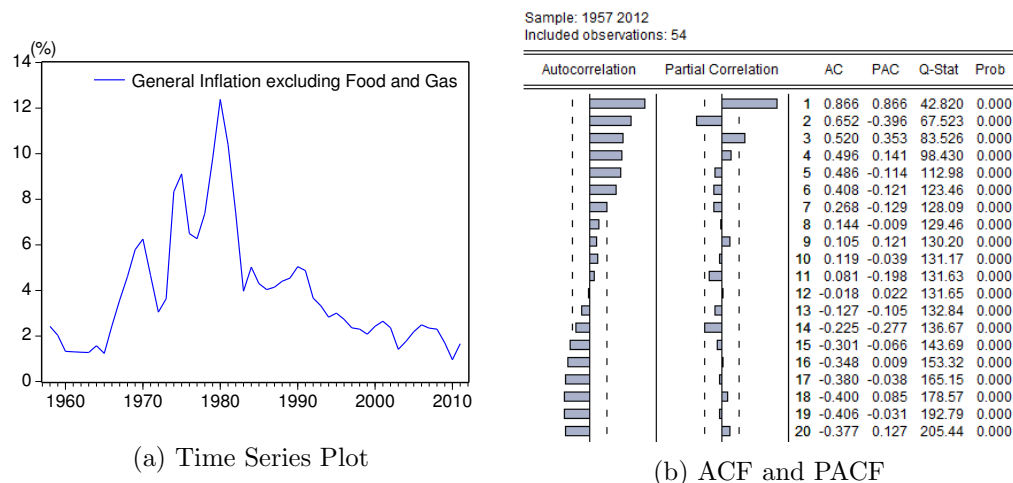 Sample: 1957 2012
Included observations: 54
(%)
14
12
10
8
6
4
2
0
General Inflation excluding Food and Gas
1960 1970 1980 1990 2000 2010
(a) Time Series Plot
Autocorrelation Partial Correlation AC PAC Q-Stat Prob
1 0.866 0.866 42.820 0.000
2 0.652 -0.396 67.523 0.000
3 0.520 0.353 83.526 0.000
4 0.496 0.141 98.430 0.000
5 0.486 -0.114 112.98 0.000
6 0.408 -0.121 123.46 0.000
7 0.268 -0.129 128.09 0.000
8 0.144 -0.009 129.46 0.000
9 0.105 0.121 130.20 0.000
10 0.119 -0.039 131.17 0.000
11 0.081 -0.198 131.63 0.000
12 -0.018 0.022 131.65 0.000
13 -0.127 -0.105 132.84 0.000
14 -0.225 -0.277 136.67 0.000
15 -0.301 -0.066 143.69 0.000
16 -0.348 0.009 153.32 0.000
17 -0.380 -0.038 165.15 0.000
18 -0.400 0.085 178.57 0.000
19 -0.406 -0.031 192.79 0.000
20 -0.377 0.127 205.44 0.000
(b) ACF and PACF